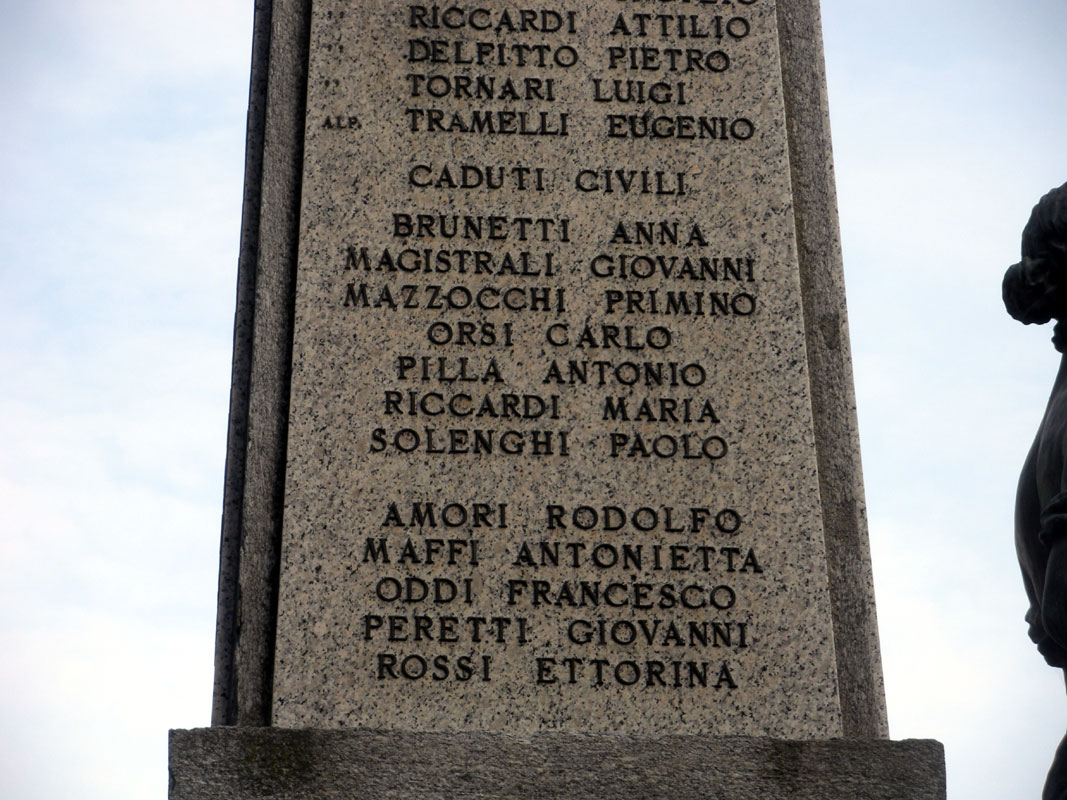 RICCARDI ATTILIO
" DELFITTO PIETRO
" TORNARI LUIGI
ALP. TRAMELLI EUGENIO
CADUTI CIVILI
BRUNETTI ANNA
MAGISTRALI GIOVANNI
MAZZOCCHI PRIMINO
ORSI CARLO
PILLA ANTONIO
RICCARDI MARIA
SOLENGHI PAOLO
AMORI RODOLFO
MAFFI ANTONIETTA
ODDI FRANCESCO
PERETTI GIOVANNI
ROSSI ETTORINA